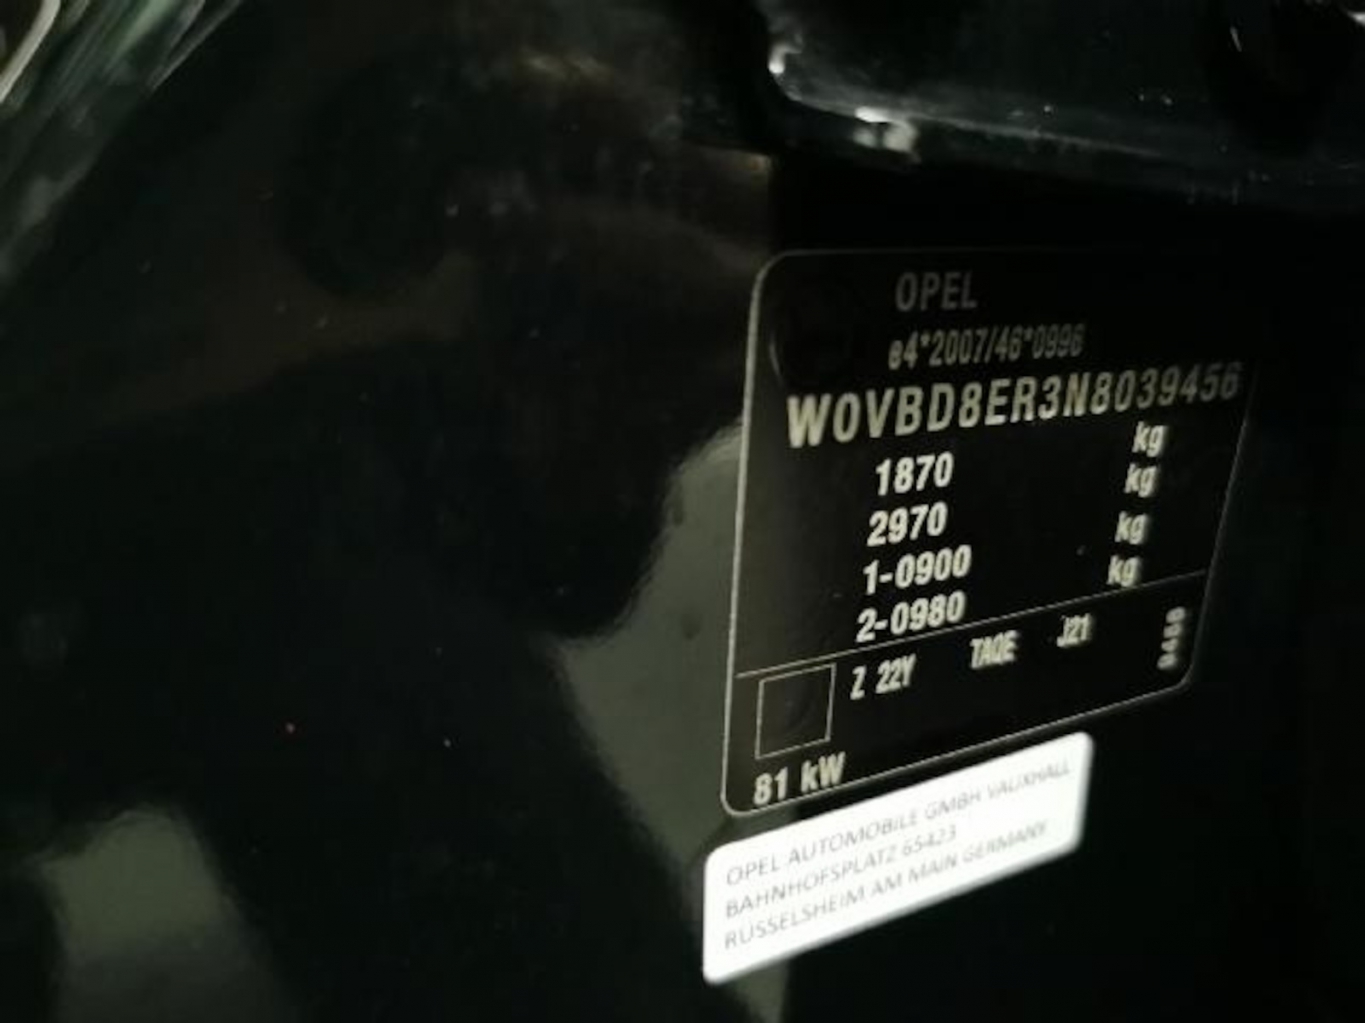 OPEL
e4*2007/46*0996
W0VBD8ER3N8039456
kg
1870 kg
2970 kg
1-0900 kg
2-0980
Z 22Y TAQE J21
81 kW
OPEL AUTOMOBILE GMBH VAUXHALL
BAHNHOFSPLATZ 65423
RÜSSELSHEIM AM MAIN GERMANY